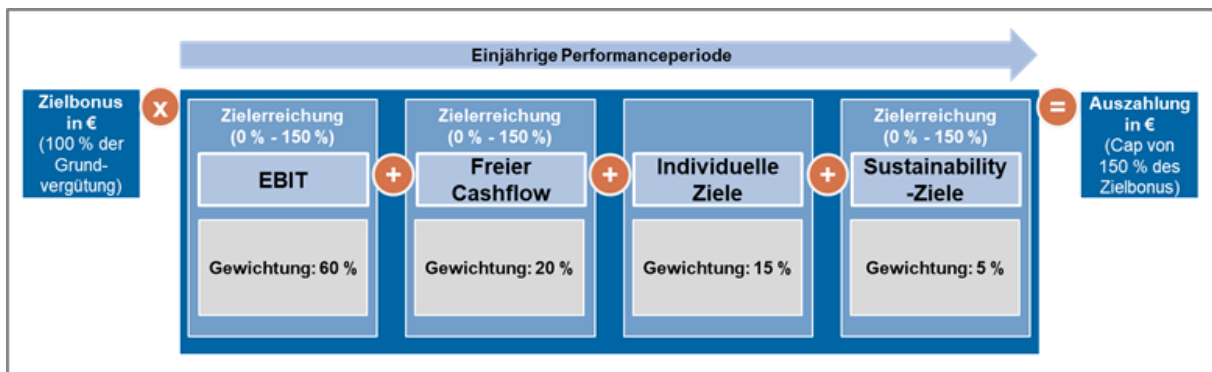 Einjährige Performanceperiode
Zielbonus
in €
(100 % der
Grund-
vergütung)
x
Zielerreichung
(0 % - 150 %)
EBIT
Gewichtung: 60 %
+
Zielerreichung
(0 % - 150 %)
Freier
Cashflow
Gewichtung: 20 %
+
Individuelle
Ziele
Gewichtung: 15 %
+
Zielerreichung
(0 % - 150 %)
Sustainability
-Ziele
Gewichtung: 5 %
=
Auszahlung
in €
(Cap von
150 % des
Zielbonus)